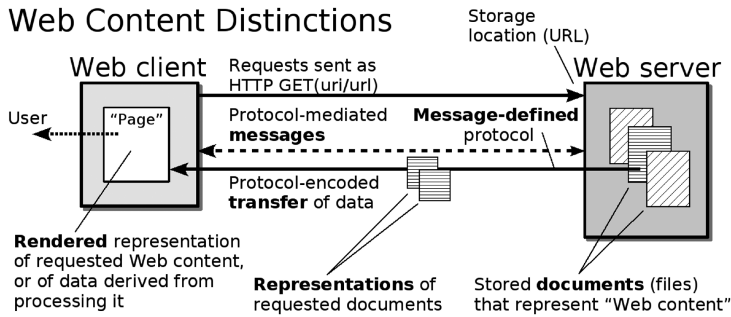 Web Content Distinctions
Storage
location (URL)
Web client
Requests sent as
HTTP GET(uri/url)
Web server
User
“Page”
Protocol-mediated
messages
Message-defined
protocol
Protocol-encoded
transfer of data
Rendered representation
of requested Web content,
or of data derived from
processing it
Representations of
requested documents
Stored documents (files)
that represent “Web content”